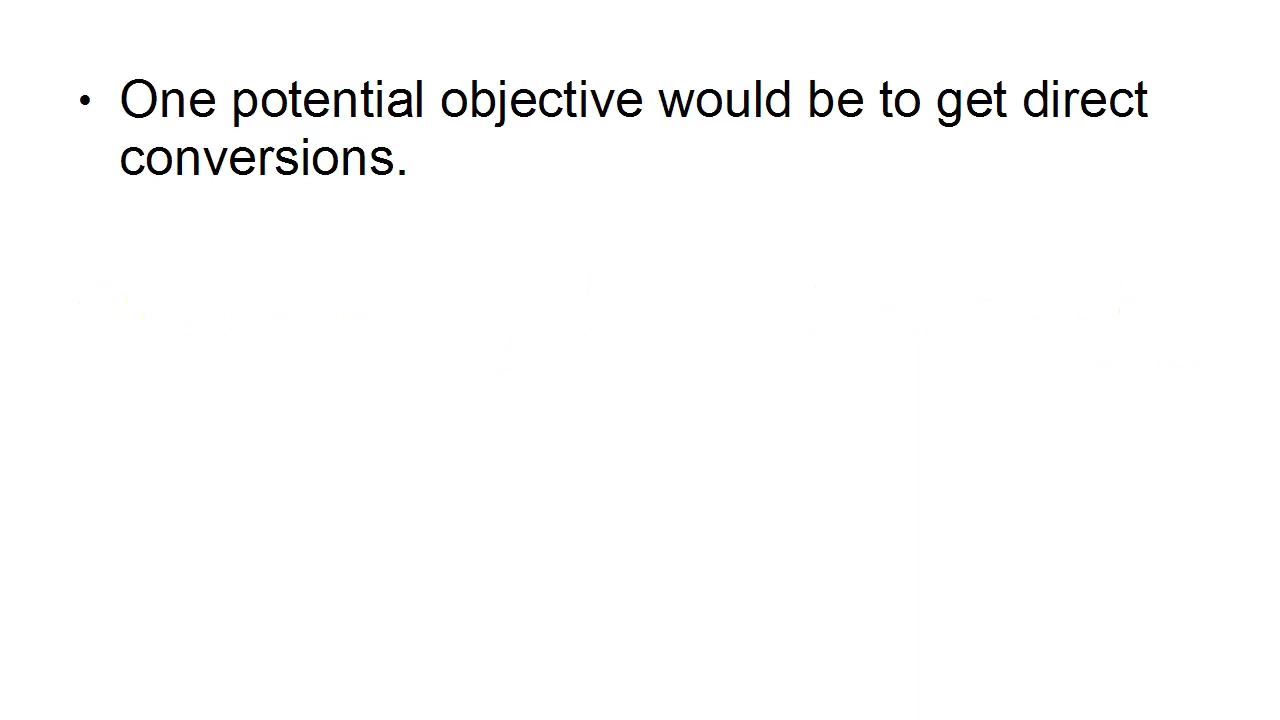 • One potential objective would be to get direct
conversions.